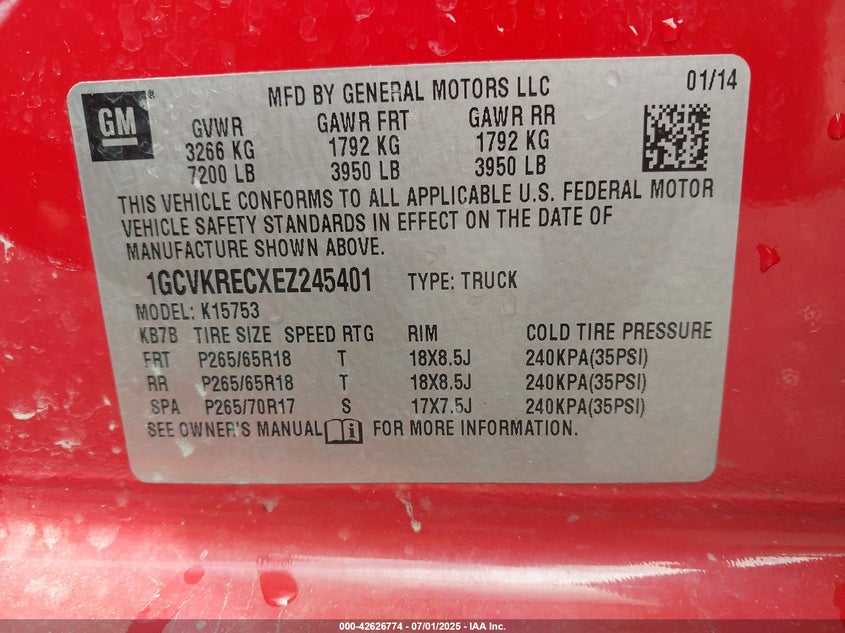 GM
®
MFD BY GENERAL MOTORS LLC
01/14
GVWR GAWR FRT GAWR RR
3266 KG 1792 KG 1792 KG
7200 LB 3950 LB 3950 LB
THIS VEHICLE CONFORMS TO ALL APPLICABLE U.S. FEDERAL MOTOR
VEHICLE SAFETY STANDARDS IN EFFECT ON THE DATE OF
MANUFACTURE SHOWN ABOVE.
1GCVKRECXEZ245401 TYPE: TRUCK
MODEL: K15753
KB7B TIRE SIZE SPEED RTG RIM COLD TIRE PRESSURE
FRT P265/65R18 T 18X8.5J 240KPA(35PSI)
RR P265/65R18 T 18X8.5J 240KPA(35PSI)
SPA P265/70R17 S 17X7.5J 240KPA(35PSI)
SEE OWNER'S MANUAL FOR MORE INFORMATION.
000-42626774 / 07/01/2025 / IAA Inc.